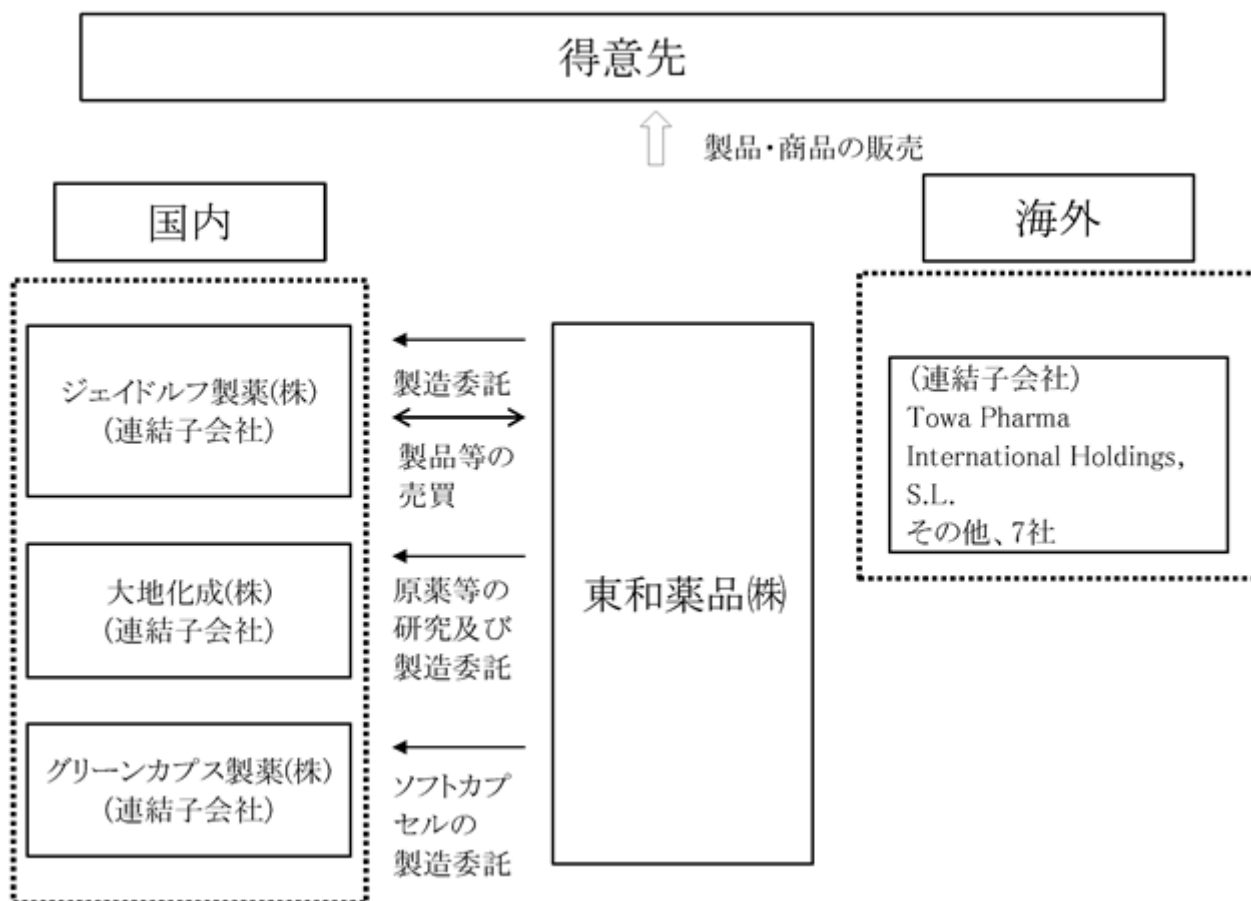 得意先
製品・商品の販売
国内
海外
ジェイドルフ製薬(株)
(連結子会社)
製造委託
製品等の
売買
大地化成(株)
(連結子会社)
原薬等の
研究及び
製造委託
グリーンカプス製薬(株)
(連結子会社)
ソフトカプ
セルの
製造委託
東和薬品㈱
(連結子会社)
Towa Pharma
International Holdings,
S.L.
その他、7社